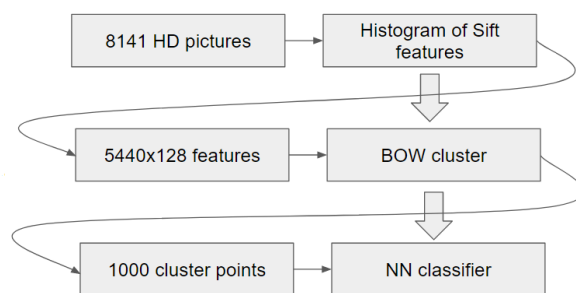 8141 HD pictures
Histogram of Sift
features
5440x128 features
BOW cluster
1000 cluster points
NN classifier